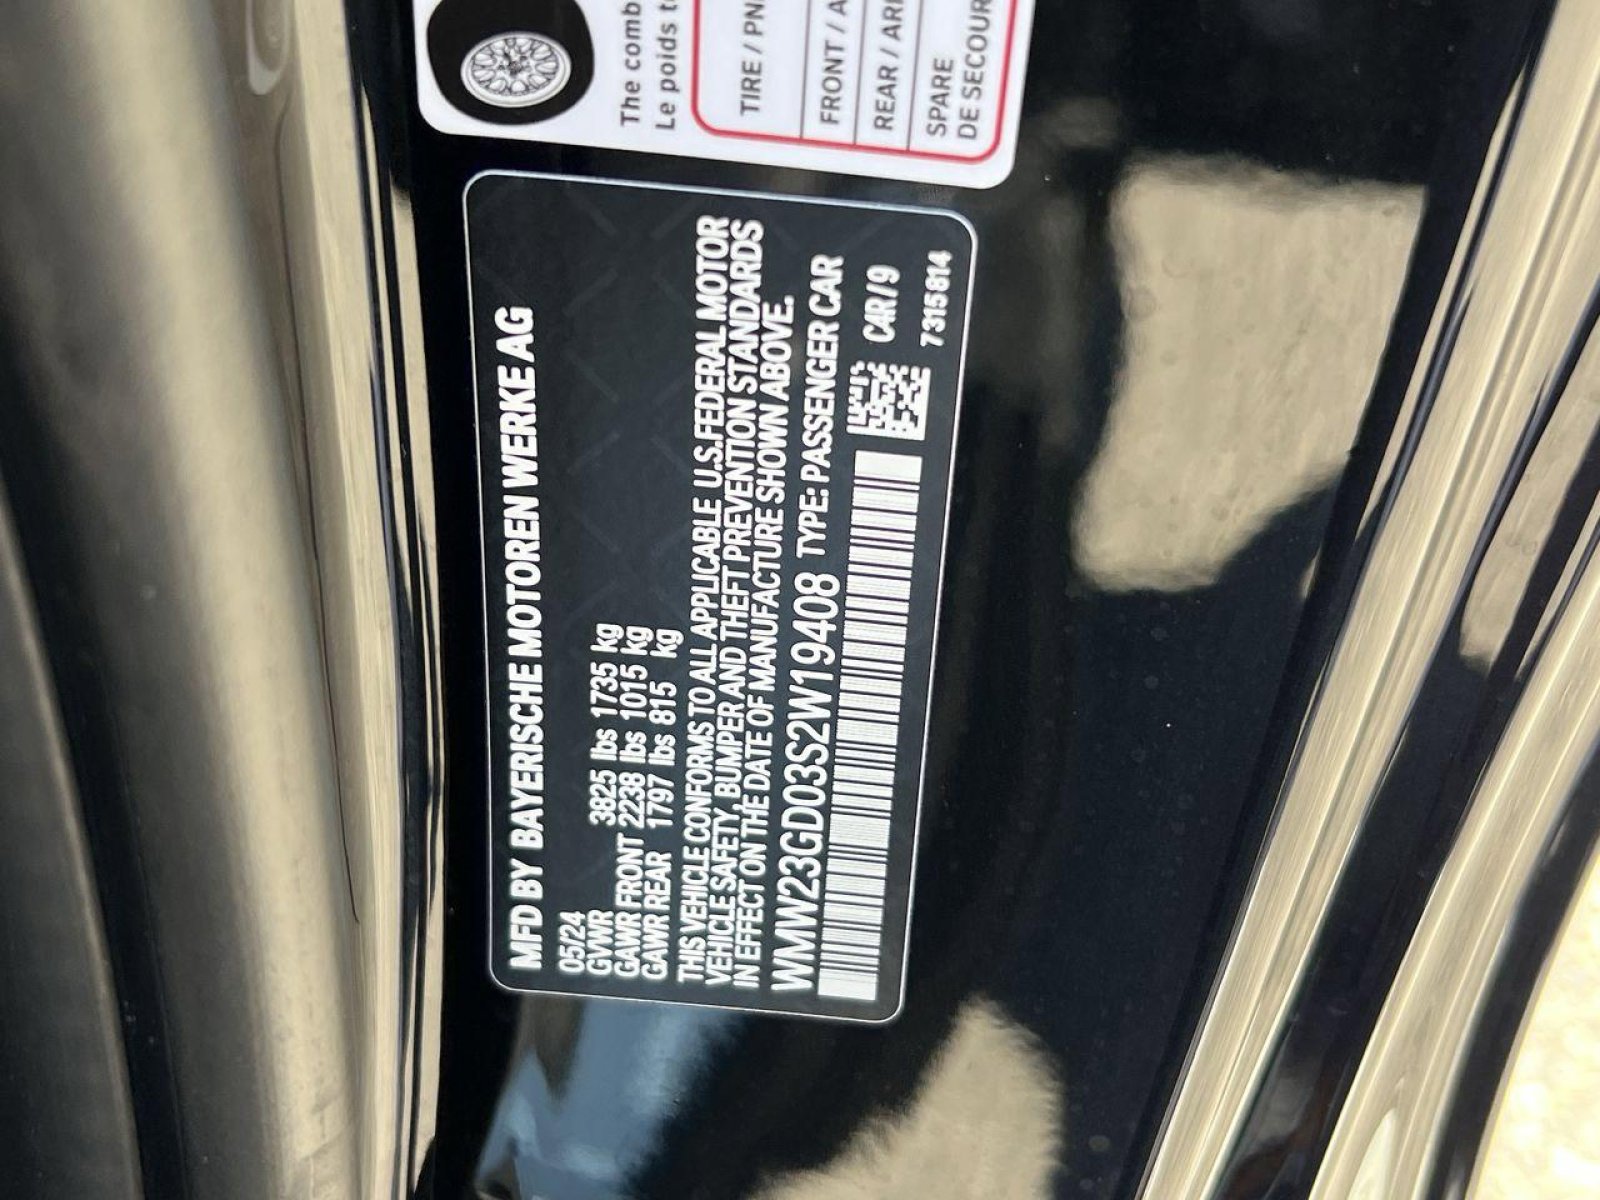 MFD BY BAYERISCHE MOTOREN WERKE AG
05/24
GVWR 3825 lbs 1735 kg
GAWR FRONT 2238 lbs 1015 kg
GAWR REAR 1797 lbs 815 kg
THIS VEHICLE CONFORMS TO ALL APPLICABLE U.S.FEDERAL MOTOR
VEHICLE SAFETY, BUMPER AND THEFT PREVENTION STANDARDS
IN EFFECT ON THE DATE OF MANUFACTURE SHOWN ABOVE.
WMW23GD03S2W19408 TYPE: PASSENGER CAR
C4R/9
7315814
The comb
Le poids
TIRE /
FRONT / A
REAR / AR
SPARE
DE SECOUR